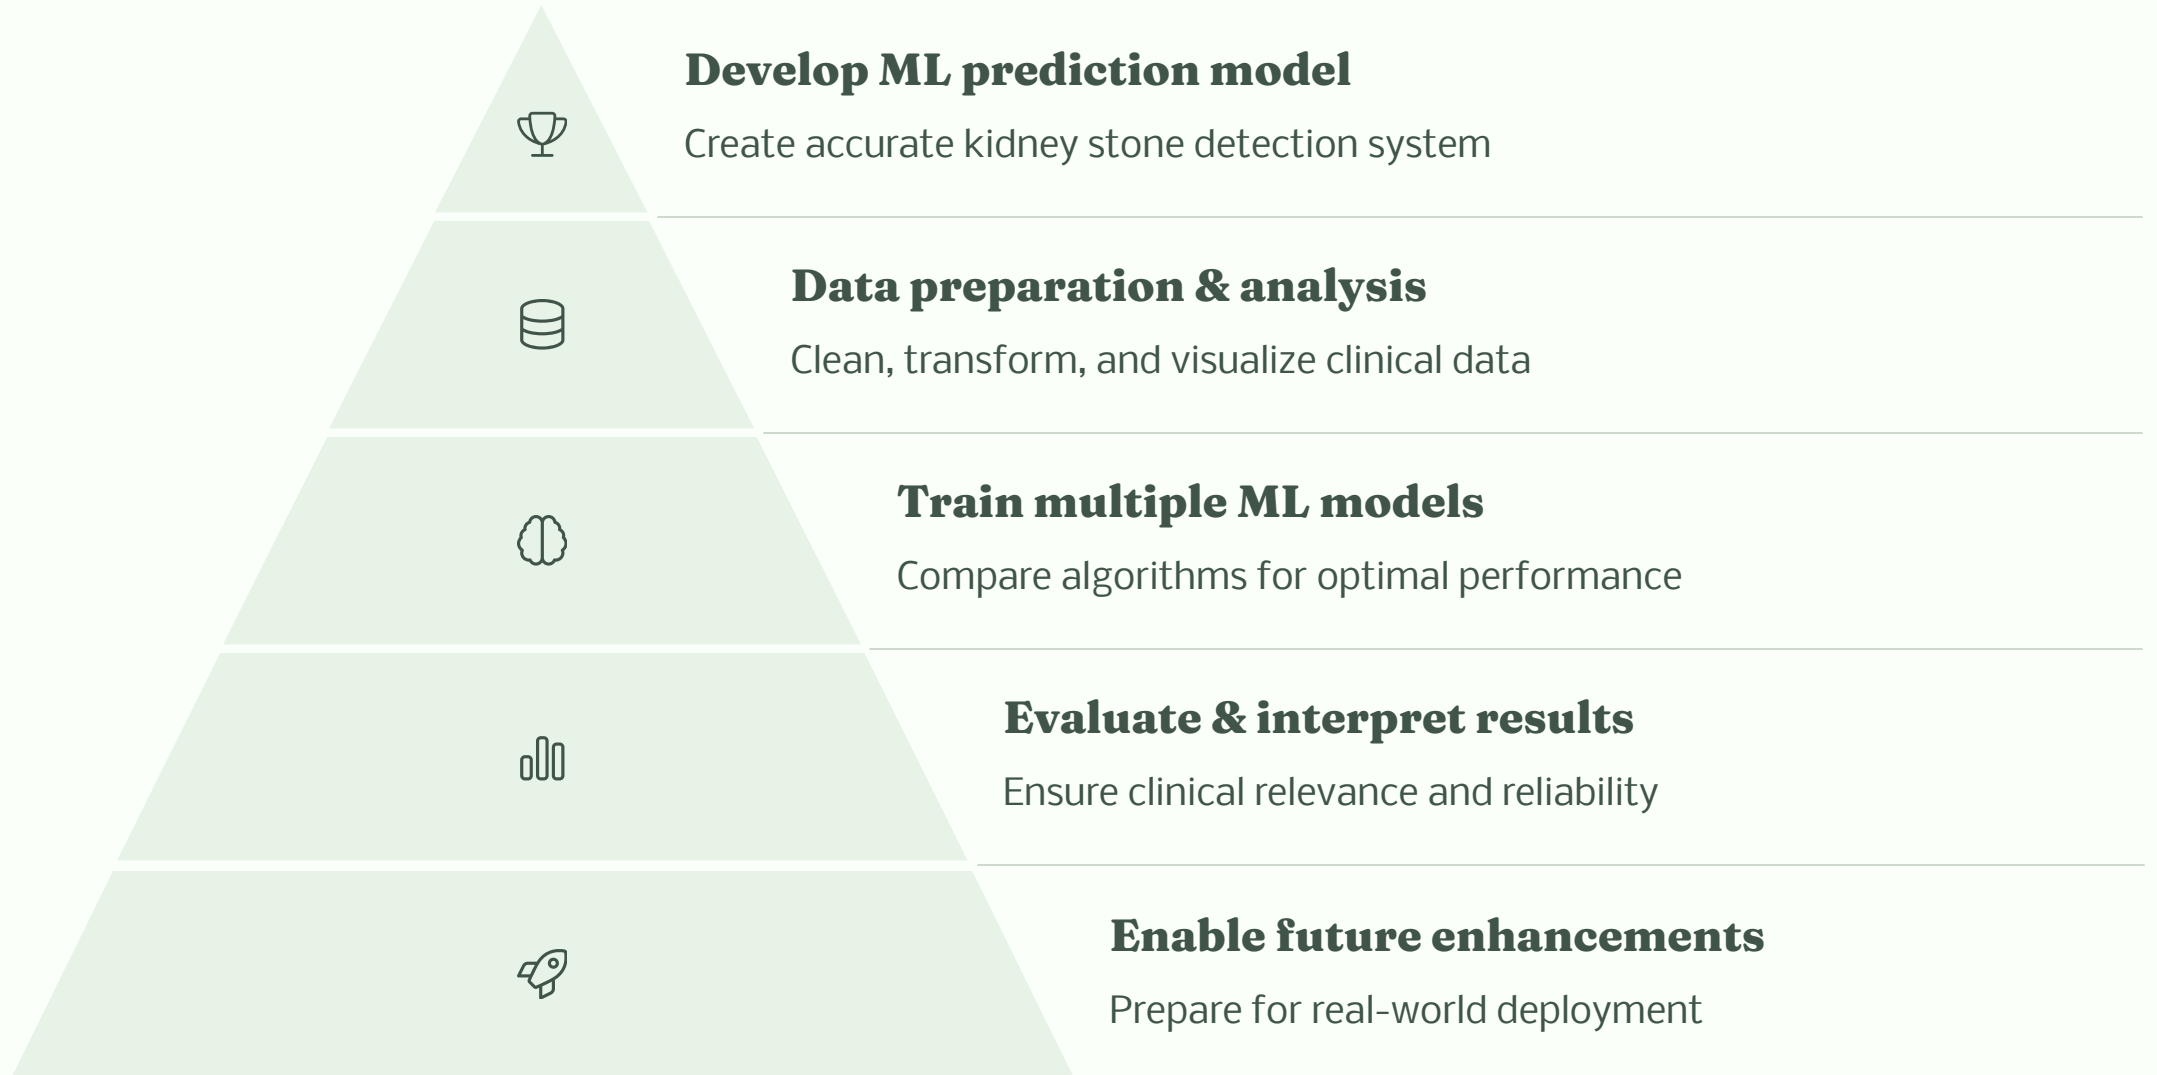 Develop ML prediction model
Create accurate kidney stone detection system
Data preparation & analysis
Clean, transform, and visualize clinical data
Train multiple ML models
Compare algorithms for optimal performance
Evaluate & interpret results
Ensure clinical relevance and reliability
Enable future enhancements
Prepare for real-world deployment